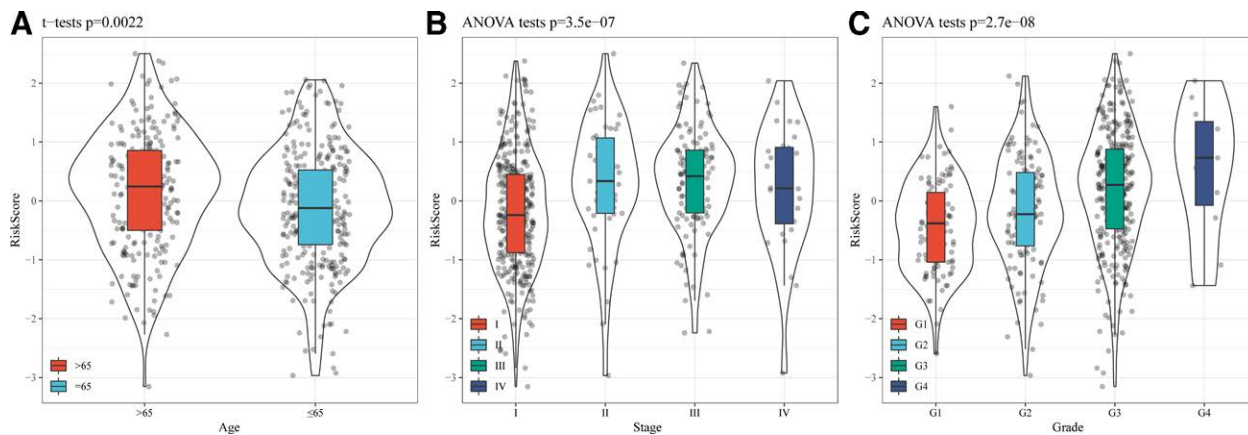 A
t-tests p=0.0022
RiskScore
2
1
0
−1
−2
−3
>65
=65
>65
≤65
Age
B
ANOVA tests p=3.5e−07
RiskScore
2
1
0
−1
−2
−3
I
II
III
IV
I
II
III
IV
Stage
C
ANOVA tests p=2.7e−08
RiskScore
2
1
0
−1
−2
−3
G1
G2
G3
G4
G1
G2
G3
G4
Grade